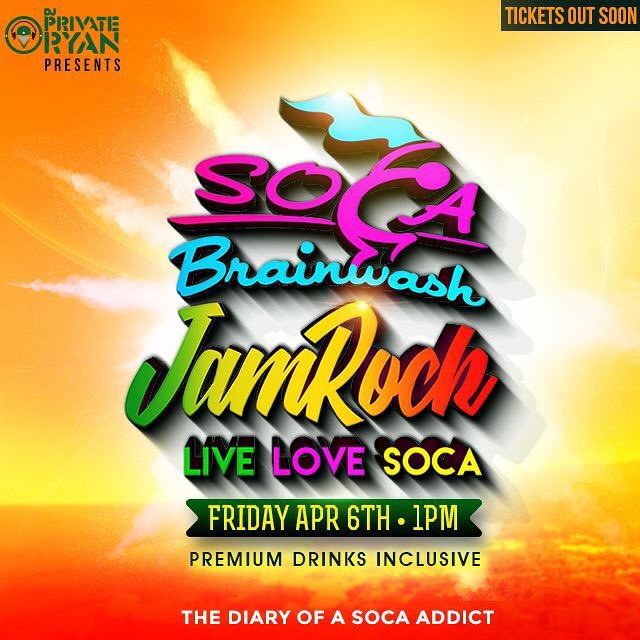 DJ
PRIVATE
RYAN
PRESENTS
TICKETS OUT SOON
SOCA
Brainwash
JamRock
LIVE LOVE SOCA
FRIDAY APR 6TH • 1PM
PREMIUM DRINKS INCLUSIVE
THE DIARY OF A SOCA ADDICT